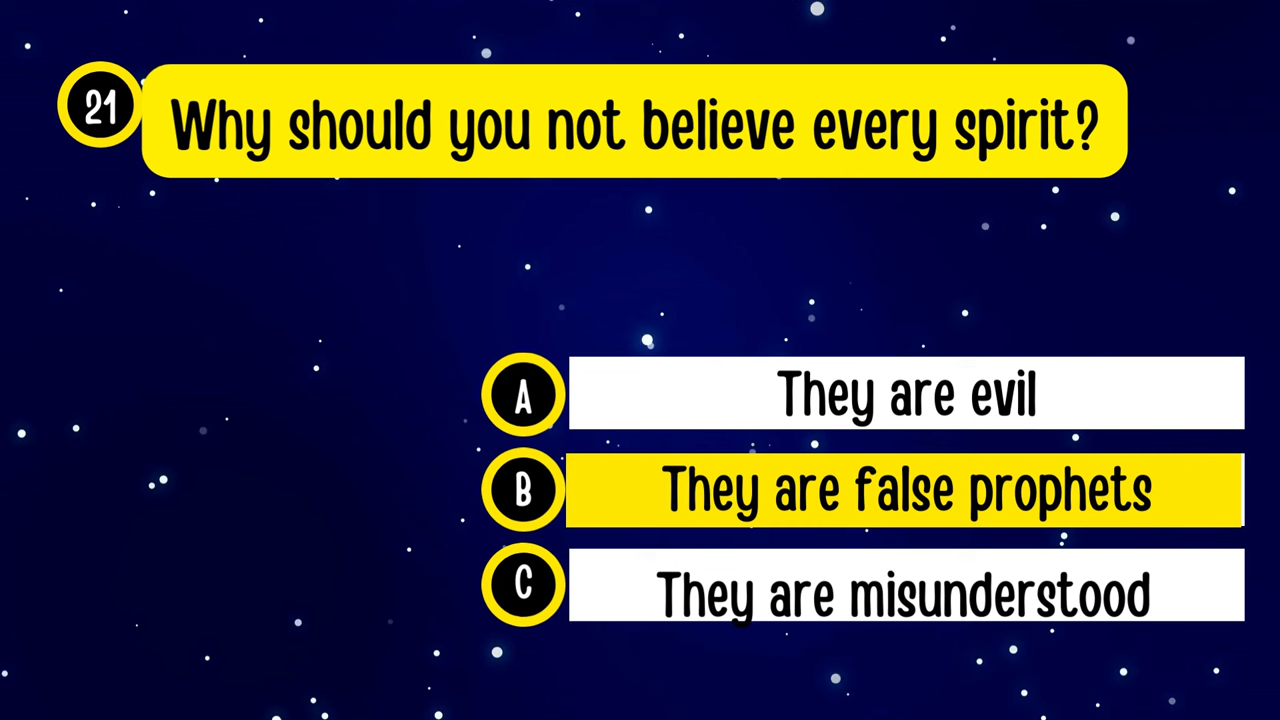 21
Why should you not believe every spirit?
A
They are evil
B
They are false prophets
C
They are misunderstood